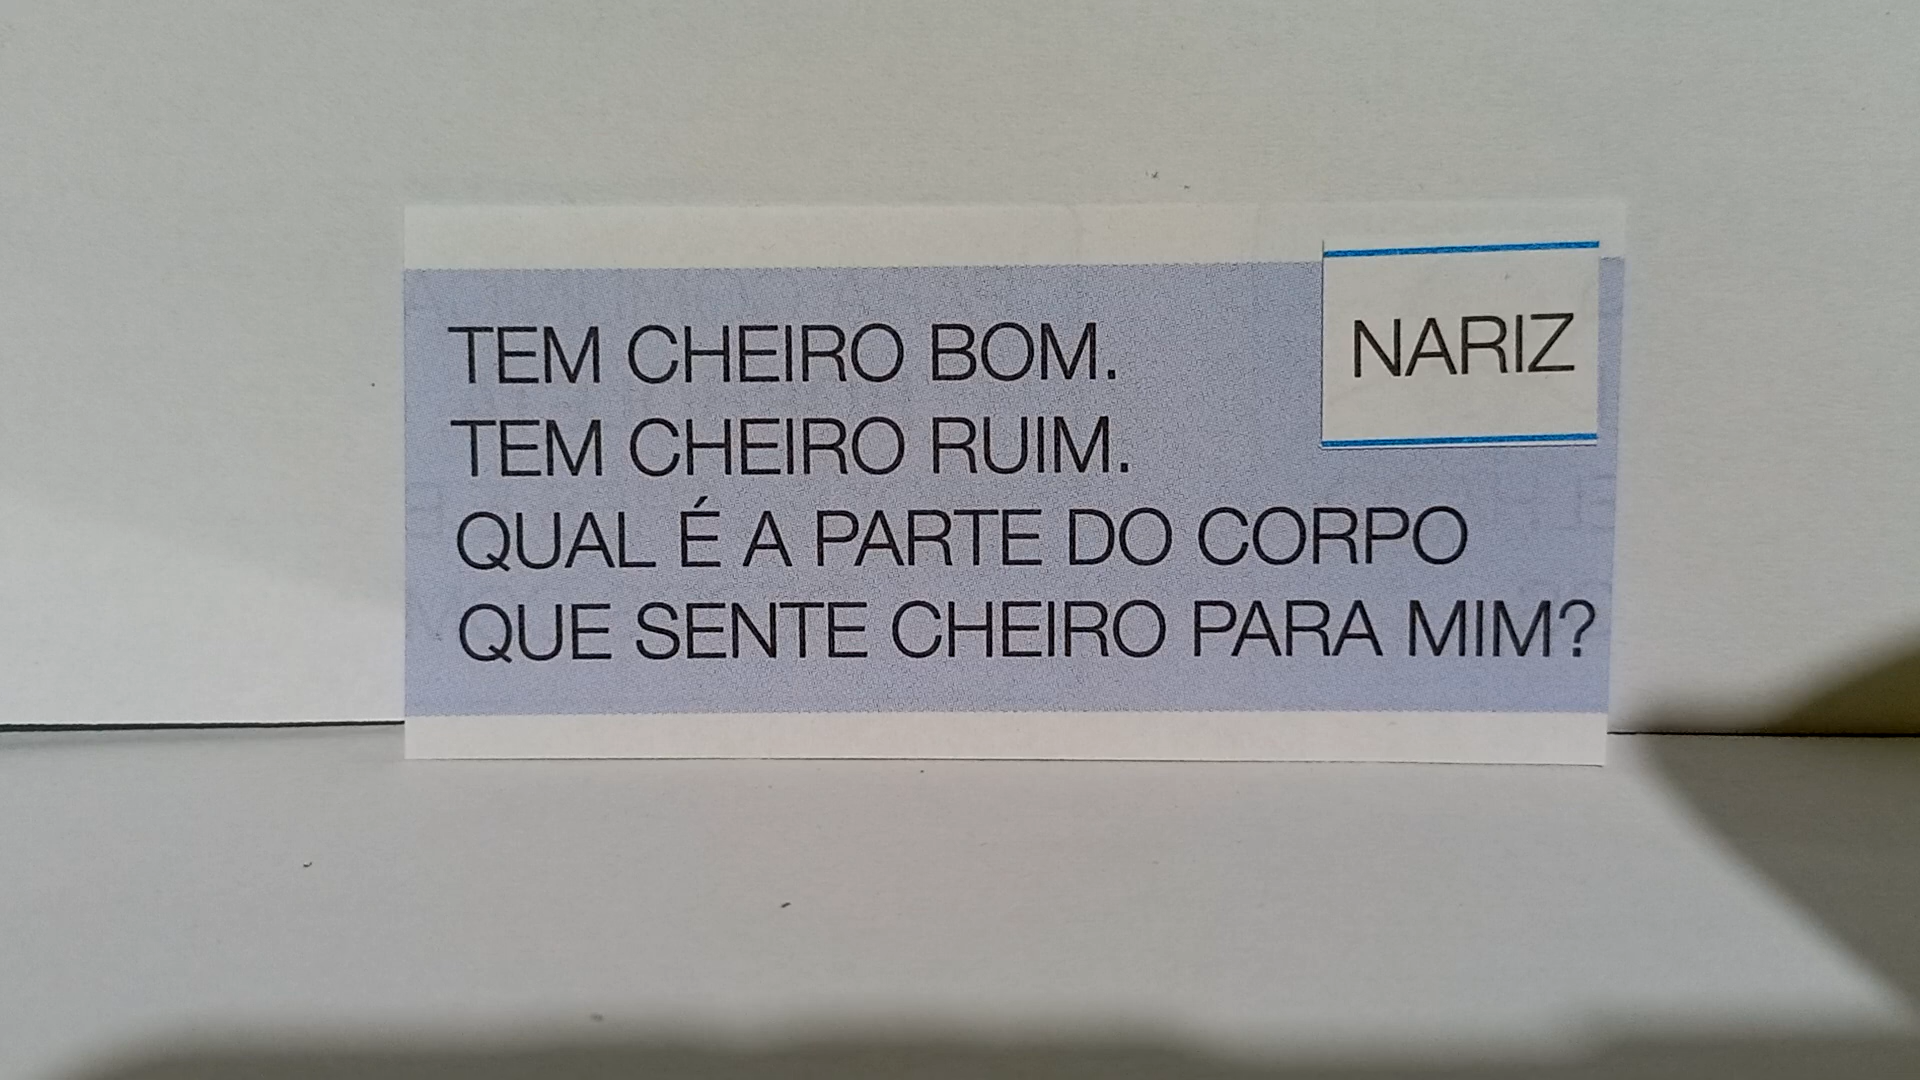 TEM CHEIRO BOM.
TEM CHEIRO RUIM.
QUAL É A PARTE DO CORPO
QUE SENTE CHEIRO PARA MIM?
NARIZ